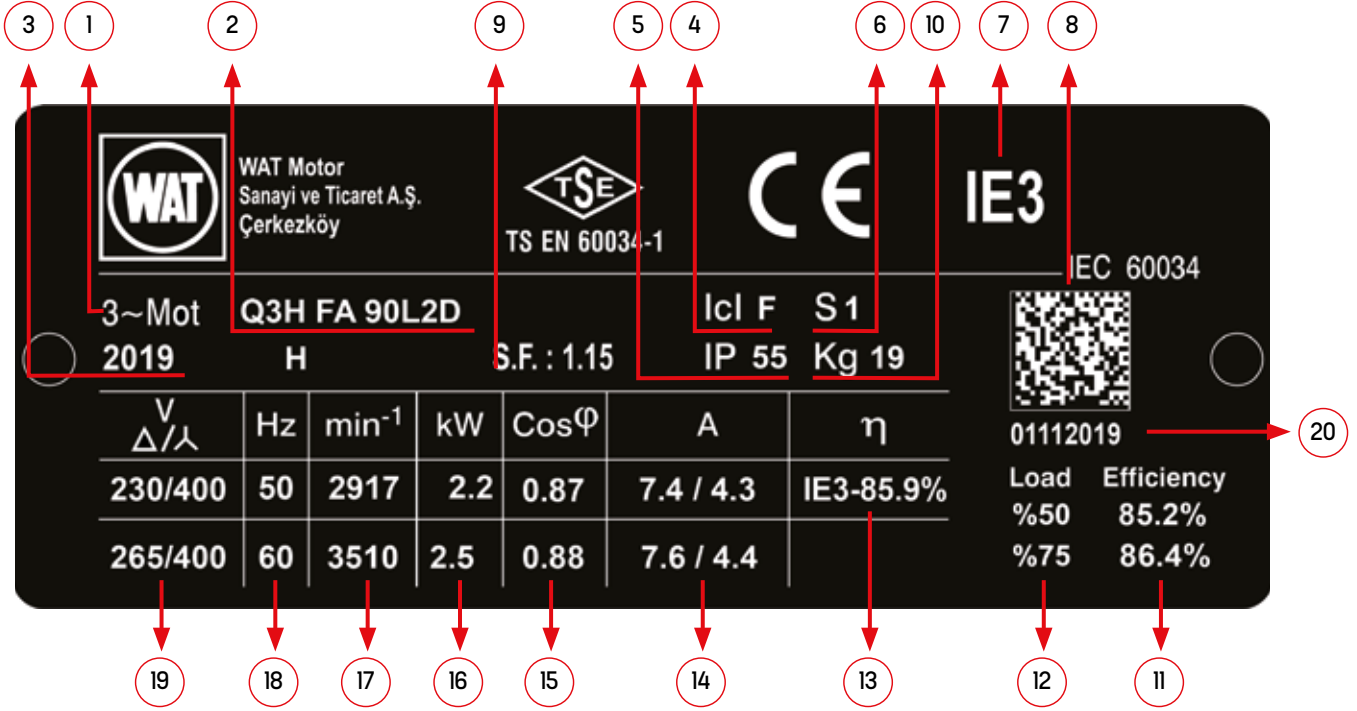 3 1 2 9 5 4 6 10 7 8
WAT
WAT Motor
Sanayi ve Ticaret A.Ş.
Çerkezköy
TSE
TS EN 60034-1
CE
IE3
IEC 60034
3~Mot Q3H FA 90L2D Icl F S 1
2019 H S.F. : 1.15 IP 55 Kg 19
V Δ/⅄ Hz min⁻¹ kW Cosφ A η
230/400 50 2917 2.2 0.87 7.4 / 4.3 IE3-85.9%
265/400 60 3510 2.5 0.88 7.6 / 4.4
01112019 20
Load Efficiency
%50 85.2%
%75 86.4%
19 18 17 16 15 14 13 12 11